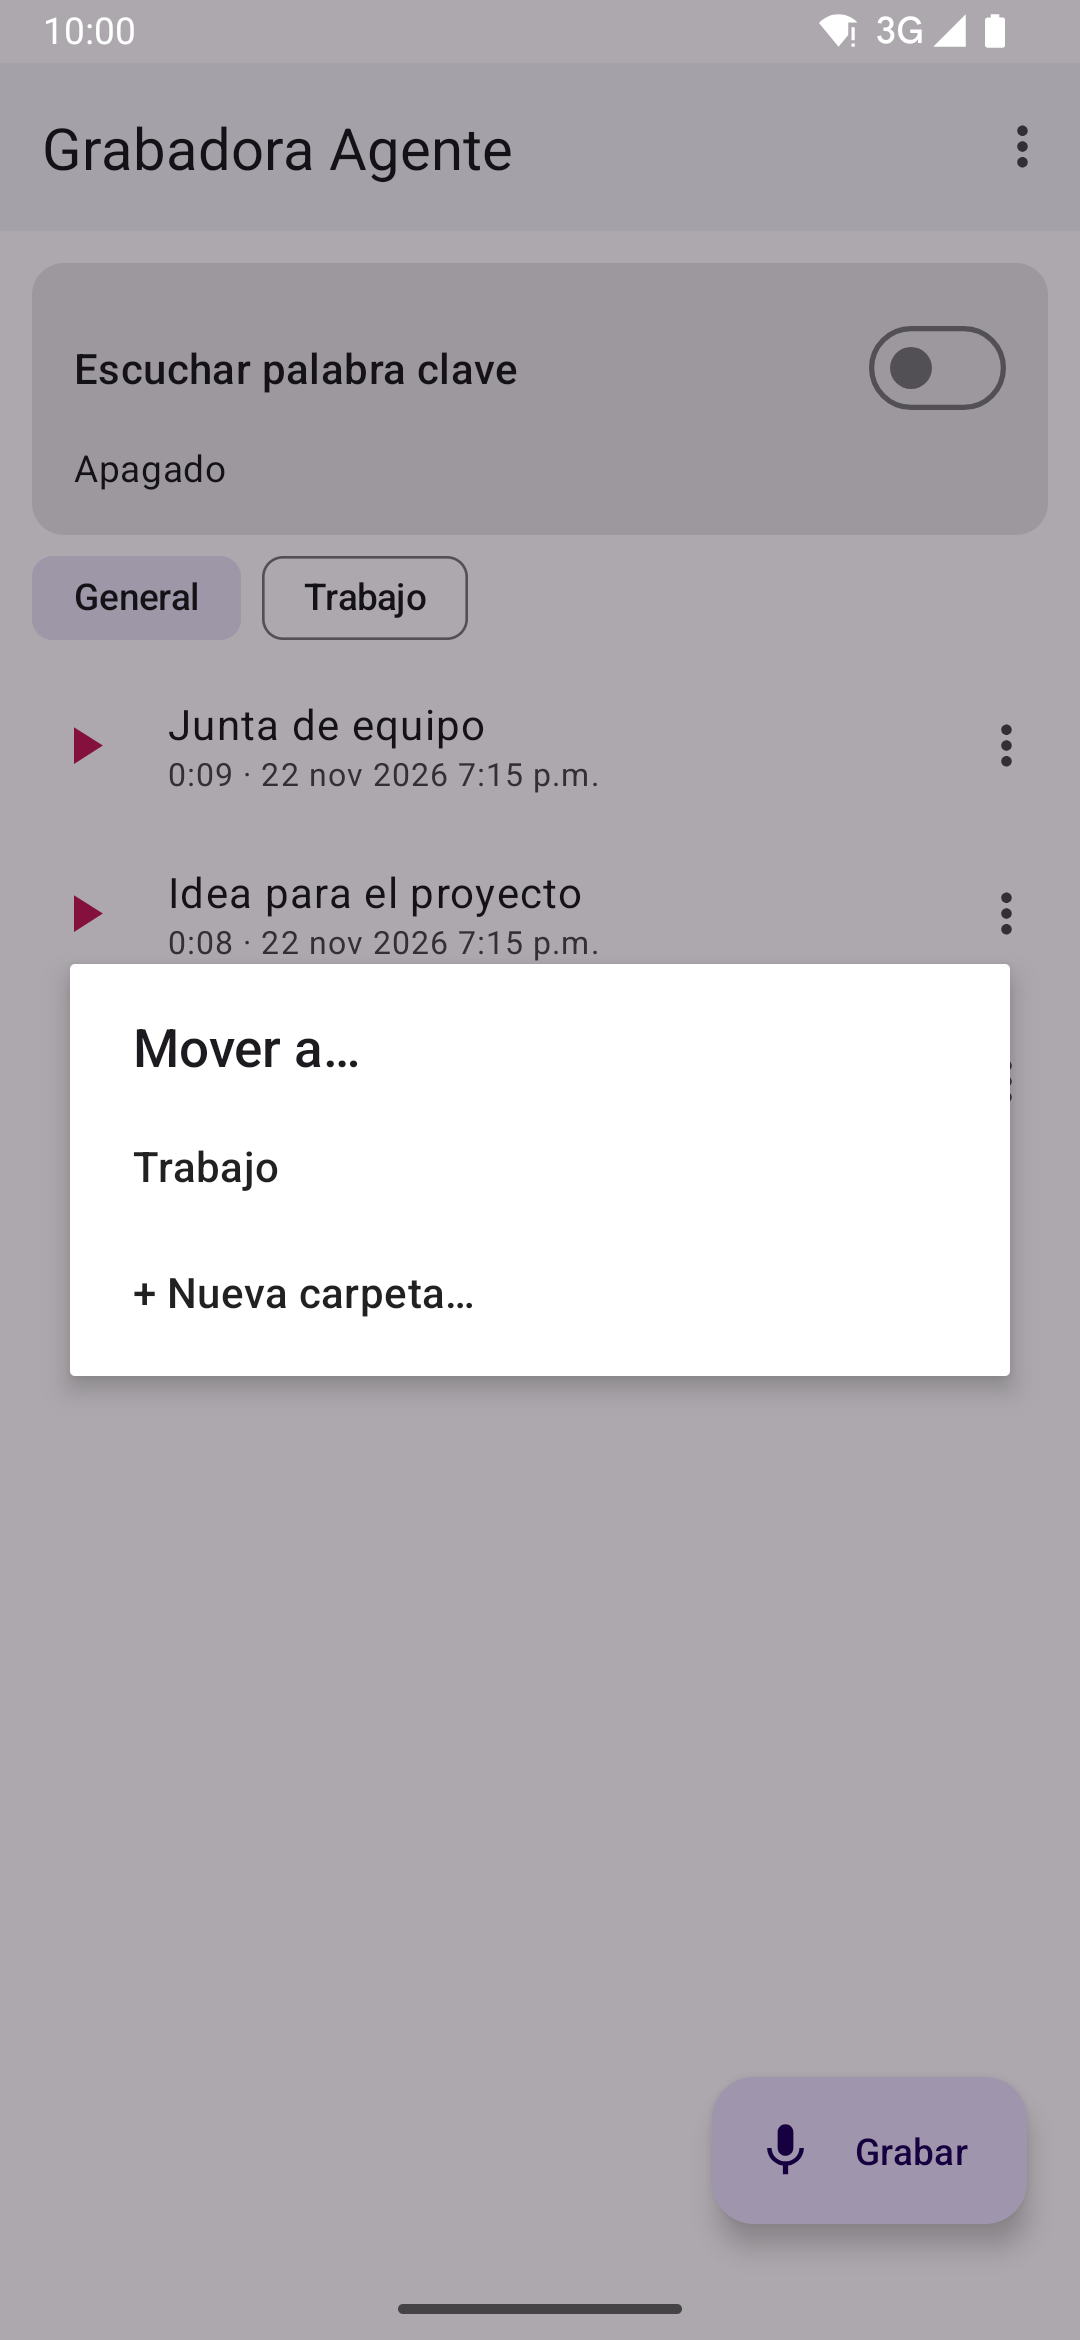 10:00
3G
Grabadora Agente
Escuchar palabra clave
Apagado
General
Trabajo
Junta de equipo
0:09 · 22 nov 2026 7:15 p.m.
Idea para el proyecto
0:08 · 22 nov 2026 7:15 p.m.
Mover a...
Trabajo
+ Nueva carpeta...
Grabar